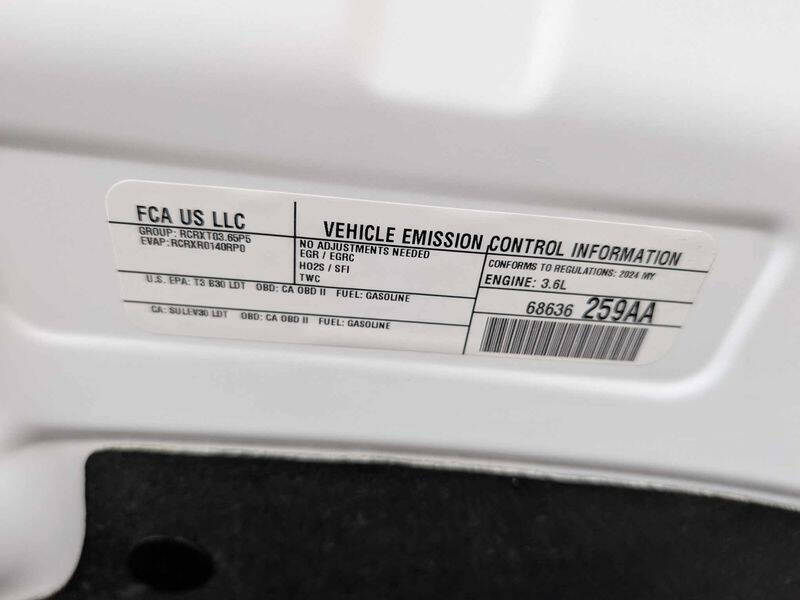 FCA US LLC
GROUP: RCRXT03.65P5
EVAP: RCRXR0140RP0
VEHICLE EMISSION CONTROL INFORMATION
NO ADJUSTMENTS NEEDED
EGR / EGRC
HO2S / SFI
TWC
CONFORMS TO REGULATIONS: 2024 MY
ENGINE: 3.6L
U.S. EPA: T3 B30 LDT OBD: CA OBD II FUEL: GASOLINE
CA: SULEV30 LDT OBD: CA OBD II FUEL: GASOLINE
68636 259AA